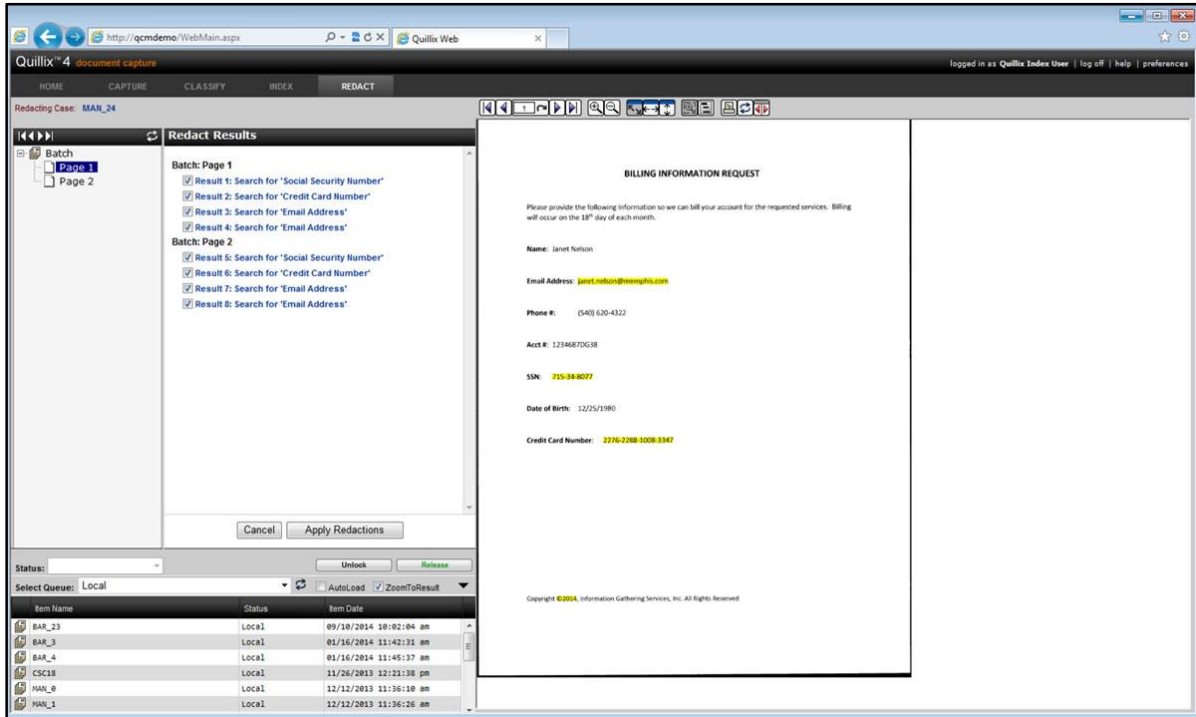 http://qcmdemo/WebMain.aspx
Quillix Web
Quillix™4 document capture
logged in as Quillix Index User | log off | help | preferences
HOME CAPTURE CLASSIFY INDEX REDACT
Redacting Case: MAN_24
1
Batch
Page 1
Page 2
Redact Results
Batch: Page 1
Result 1: Search for 'Social Security Number'
Result 2: Search for 'Credit Card Number'
Result 3: Search for 'Email Address'
Result 4: Search for 'Email Address'
Batch: Page 2
Result 5: Search for 'Social Security Number'
Result 6: Search for 'Credit Card Number'
Result 7: Search for 'Email Address'
Result 8: Search for 'Email Address'
Cancel Apply Redactions
Status: Unlock Release
Select Queue: Local AutoLoad ZoomToResult
Item Name Status Item Date
BAR_23 Local 09/10/2014 10:02:04 am
BAR_3 Local 01/16/2014 11:42:31 am
BAR_4 Local 01/16/2014 11:45:37 am
CSC18 Local 11/26/2013 12:21:38 pm
MAN_0 Local 12/12/2013 11:36:10 am
MAN_1 Local 12/12/2013 11:36:26 am
BILLING INFORMATION REQUEST
Please provide the following information so we can bill your account for the requested services. Billing
will occur on the 18th day of each month.
Name: Janet Nelson
Email Address: janet.nelson@memphis.com
Phone #: (540) 620-4322
Acct #: 1234687DG38
SSN: 715-34-8077
Date of Birth: 12/25/1980
Credit Card Number: 2276-2288-1008-3347
Copyright ©2014, Information Gathering Services, Inc. All Rights Reserved